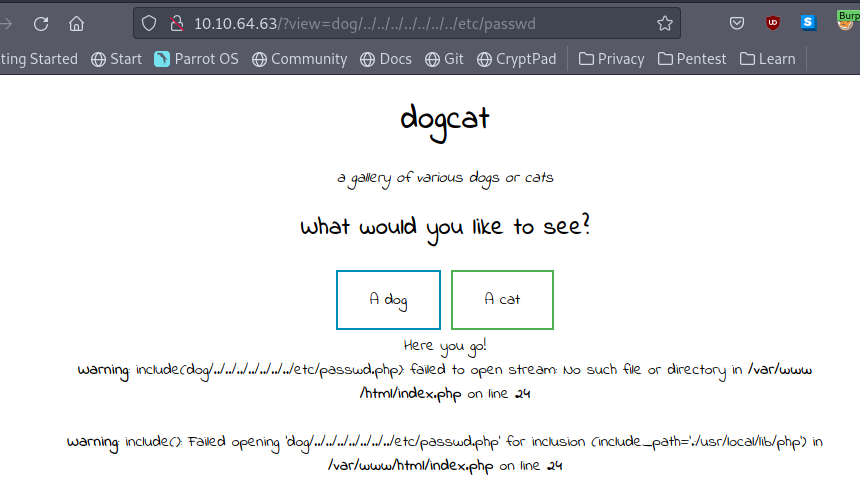 10.10.64.63/?view=dog/../../../../../../../etc/passwd
Burp
ting Started Start Parrot OS Community Docs Git CryptPad Privacy Pentest Learn
dogcat
a gallery of various dogs or cats
What would you like to see?
A dog A cat
Here you go!
Warning: include(dog/../../../../../../../etc/passwd.php): failed to open stream: No such file or directory in /var/www
/html/index.php on line 24
Warning: include(): Failed opening 'dog/../../../../../../../etc/passwd.php' for inclusion (include_path='.:/usr/local/lib/php') in
/var/www/html/index.php on line 24